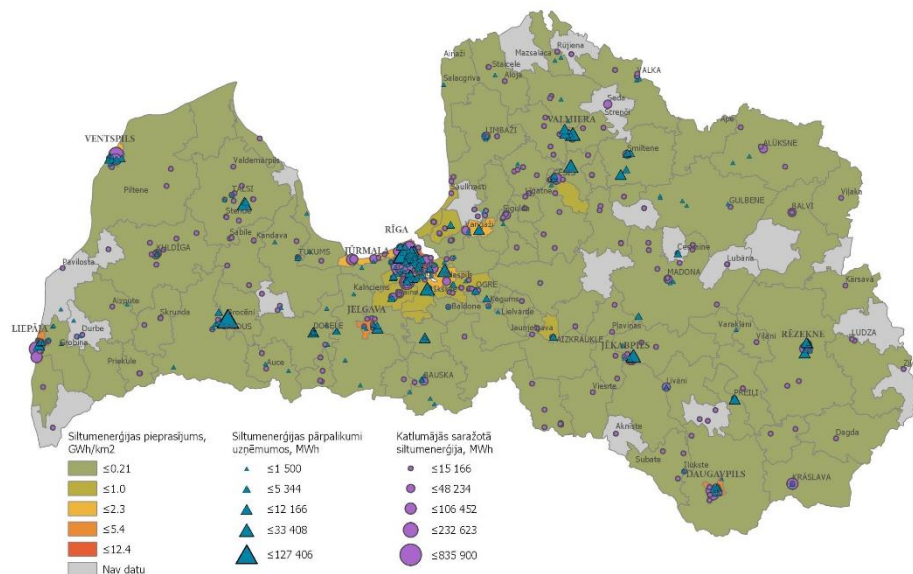 Ainaži
Mazsalaca
Rūjiena
Staicele
Aloja
VALKA
Salacgrīva
Seda
Strenči
VENTSPILS
LIMBAŽI
VALMIERA
Ape
ALŪKSNE
Smiltene
Valdemārpils
Piltene
TALSI
Stende
Saulkrasti
Līgatne
Sigulda
GULBENE
BALVI
Viļaka
Sabile
Kandava
RĪGA
Vangaži
KULDĪGA
TUKUMS
JŪRMALA
Cesvaine
Lubāna
Pāvilosta
MADONA
Kārsava
Kalnciems
OGRE
Aizpute
Skrunda
Brocēni
Baldone
Ķegums
Lielvārde
JELGAVA
LIEPĀJA
Durbe
Grobiņa
DOBELE
Jaunjelgava
AIZKRAUKLE
Pļaviņas
Varakļāni
Viļāni
RĒZEKNE
LUDZA
Priekule
Auce
BAUSKA
JĒKABPILS
Viesīte
Līvāni
PREIĻI
Akniste
Subate
Dagda
Ilūkste
DAUGAVPILS
KRĀSLAVA
Siltumenerģijas pieprasījums,
GWh/km2
≤0.21
≤1.0
≤2.3
≤5.4
≤12.4
Nav datu
Siltumenerģijas pārpalikumi
uzņēmumos, MWh
≤1 500
≤5 344
≤12 166
≤33 408
≤127 406
Katlumājās saražotā
siltumenerģija, MWh
≤15 166
≤48 234
≤106 452
≤232 623
≤835 900